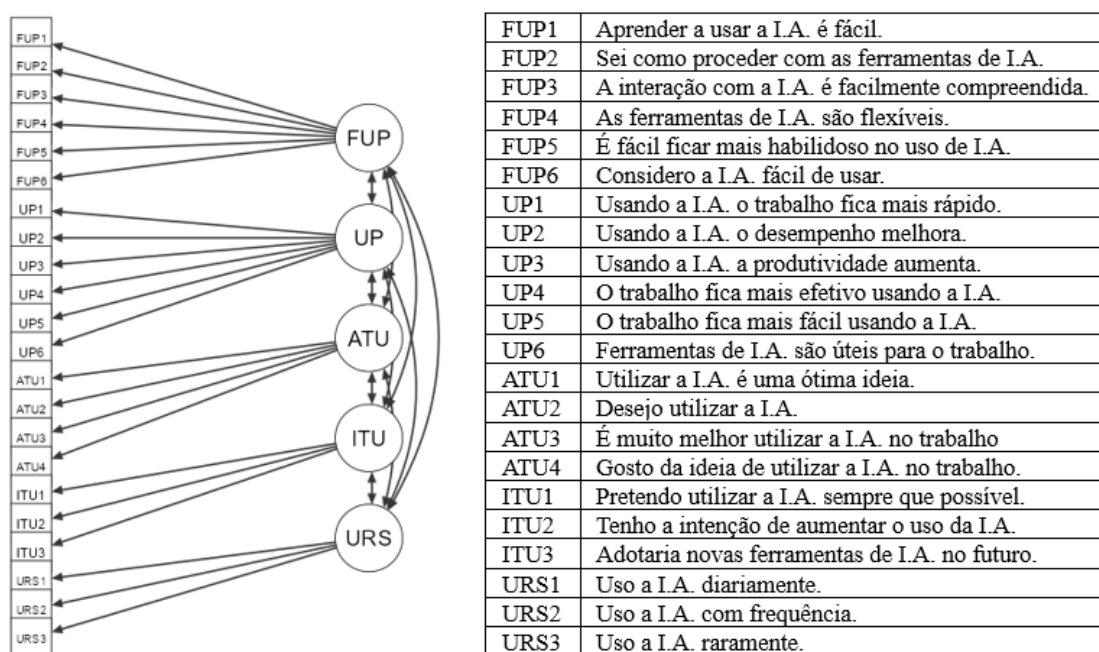 FUP1
FUP2
FUP3
FUP4
FUP5
FUP6
UP1
UP2
UP3
UP4
UP5
UP6
ATU1
ATU2
ATU3
ATU4
ITU1
ITU2
ITU3
URS1
URS2
URS3
FUP
UP
ATU
ITU
URS
FUP1 Aprender a usar a I.A. é fácil.
FUP2 Sei como proceder com as ferramentas de I.A.
FUP3 A interação com a I.A. é facilmente compreendida.
FUP4 As ferramentas de I.A. são flexíveis.
FUP5 É fácil ficar mais habilidoso no uso de I.A.
FUP6 Considero a I.A. fácil de usar.
UP1 Usando a I.A. o trabalho fica mais rápido.
UP2 Usando a I.A. o desempenho melhora.
UP3 Usando a I.A. a produtividade aumenta.
UP4 O trabalho fica mais efetivo usando a I.A.
UP5 O trabalho fica mais fácil usando a I.A.
UP6 Ferramentas de I.A. são úteis para o trabalho.
ATU1 Utilizar a I.A. é uma ótima ideia.
ATU2 Desejo utilizar a I.A.
ATU3 É muito melhor utilizar a I.A. no trabalho
ATU4 Gosto da ideia de utilizar a I.A. no trabalho.
ITU1 Pretendo utilizar a I.A. sempre que possível.
ITU2 Tenho a intenção de aumentar o uso da I.A.
ITU3 Adotaria novas ferramentas de I.A. no futuro.
URS1 Uso a I.A. diariamente.
URS2 Uso a I.A. com frequência.
URS3 Uso a I.A. raramente.